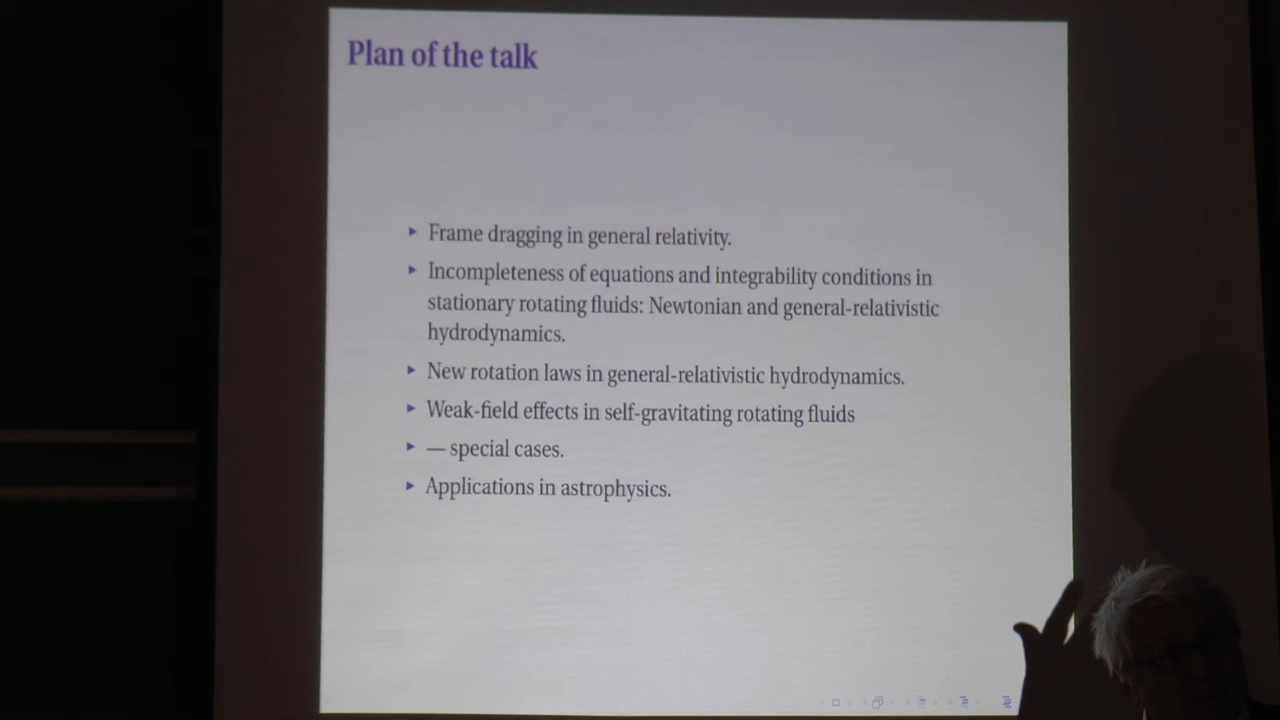 Plan of the talk
Frame dragging in general relativity.
Incompleteness of equations and integrability conditions in
stationary rotating fluids: Newtonian and general-relativistic
hydrodynamics.
New rotation laws in general-relativistic hydrodynamics.
Weak-field effects in self-gravitating rotating fluids
— special cases.
Applications in astrophysics.